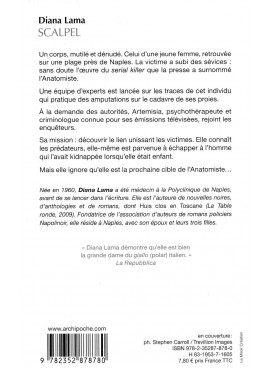 Diana Lama
SCALPEL
Un corps, mutilé et dénudé. Celui d'une jeune femme, retrouvée
sur une plage près de Naples. La victime a subi des sévices :
sans doute l'œuvre du serial killer que la presse a surnommé
l'Anatomiste.
Une équipe d'experts est lancée sur les traces de cet individu
qui pratique des amputations sur le cadavre de ses proies.
À la demande des autorités, Artemisia, psychothérapeute et
criminologue connue pour ses émissions télévisées, rejoint les
enquêteurs.
Sa mission : découvrir le lien unissant les victimes. Elle connaît
les prédateurs, elle-même est parvenue à échapper à l'homme
qui l'avait kidnappée lorsqu'elle était enfant.
Mais elle ignore qu'elle est la prochaine cible de l'Anatomiste…
Née en 1960, Diana Lama a été médecin à la Polyclinique de Naples,
avant de se lancer dans l'écriture. Elle est l'auteure de nouvelles noires,
d'anthologies et de romans, dont Huis clos en Toscane (La Table
ronde, 2009). Fondatrice de l'association d'auteurs de romans policiers
Napolinoir, elle réside à Naples, avec son époux et leurs trois filles.
« Diana Lama démontre qu'elle est bien
la grande dame du giallo (polar) italien. »
La Repubblica
www.archipoche.com
9 782352 878780
en couverture :
ph. Stephen Carroll / Trevillion Images
ISBN 978-2-35287-878-0
H 83-1953-7-1605
7,80 € prix France TTC